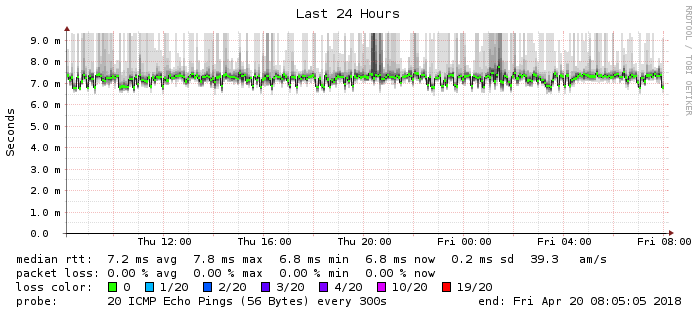 Last 24 Hours
RRDTOOL / TOBI OETIKER
Seconds
9.0 m
8.0 m
7.0 m
6.0 m
5.0 m
4.0 m
3.0 m
2.0 m
1.0 m
0.0
Thu 12:00 Thu 16:00 Thu 20:00 Fri 00:00 Fri 04:00 Fri 08:00
median rtt: 7.2 ms avg 7.8 ms max 6.8 ms min 6.8 ms now 0.2 ms sd 39.3 am/s
packet loss: 0.00 % avg 0.00 % max 0.00 % min 0.00 % now
loss color: 0 1/20 2/20 3/20 4/20 10/20 19/20
probe: 20 ICMP Echo Pings (56 Bytes) every 300s end: Fri Apr 20 08:05:05 2018